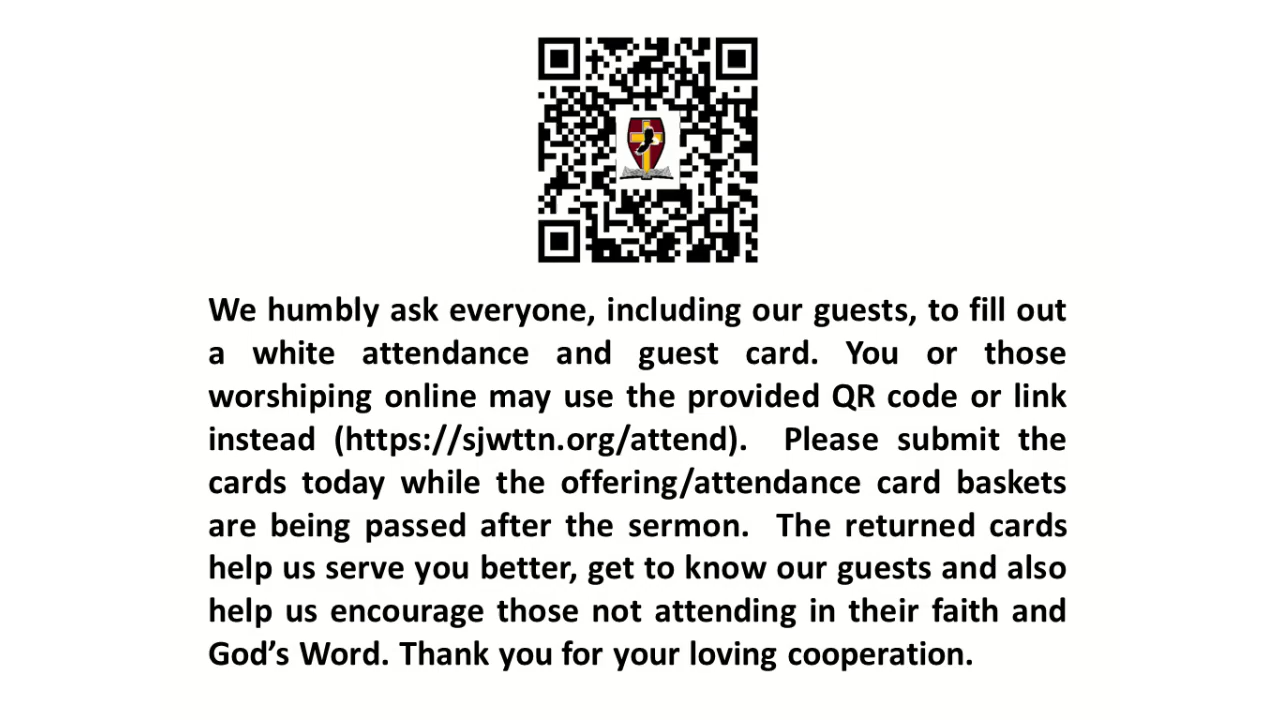 We humbly ask everyone, including our guests, to fill out
a white attendance and guest card. You or those
worshiping online may use the provided QR code or link
instead (https://sjwttn.org/attend). Please submit the
cards today while the offering/attendance card baskets
are being passed after the sermon. The returned cards
help us serve you better, get to know our guests and also
help us encourage those not attending in their faith and
God’s Word. Thank you for your loving cooperation.